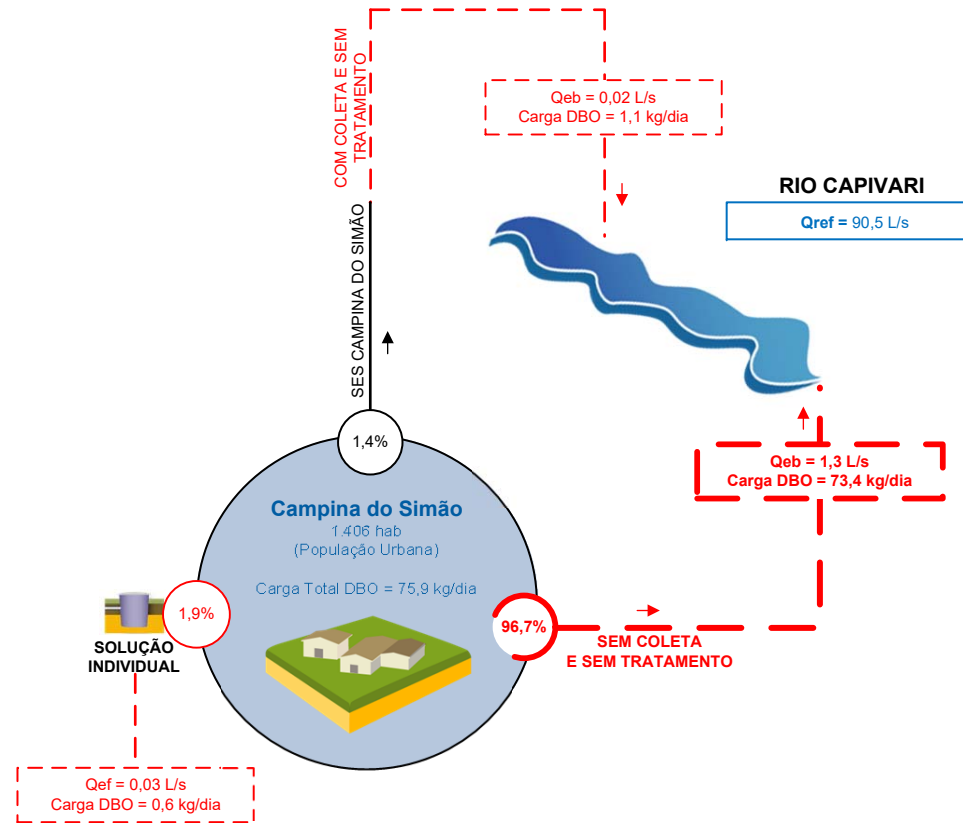 COM COLETA E SEM
TRATAMENTO
Qeb = 0,02 L/s
Carga DBO = 1,1 kg/dia
RIO CAPIVARI
Qref = 90,5 L/s
SES CAMPINA DO SIMÃO
1,4%
Campina do Simão
1.406 hab
(População Urbana)
Carga Total DBO = 75,9 kg/dia
Qeb = 1,3 L/s
Carga DBO = 73,4 kg/dia
1,9%
SOLUÇÃO
INDIVIDUAL
96,7%
SEM COLETA
E SEM TRATAMENTO
Qef = 0,03 L/s
Carga DBO = 0,6 kg/dia